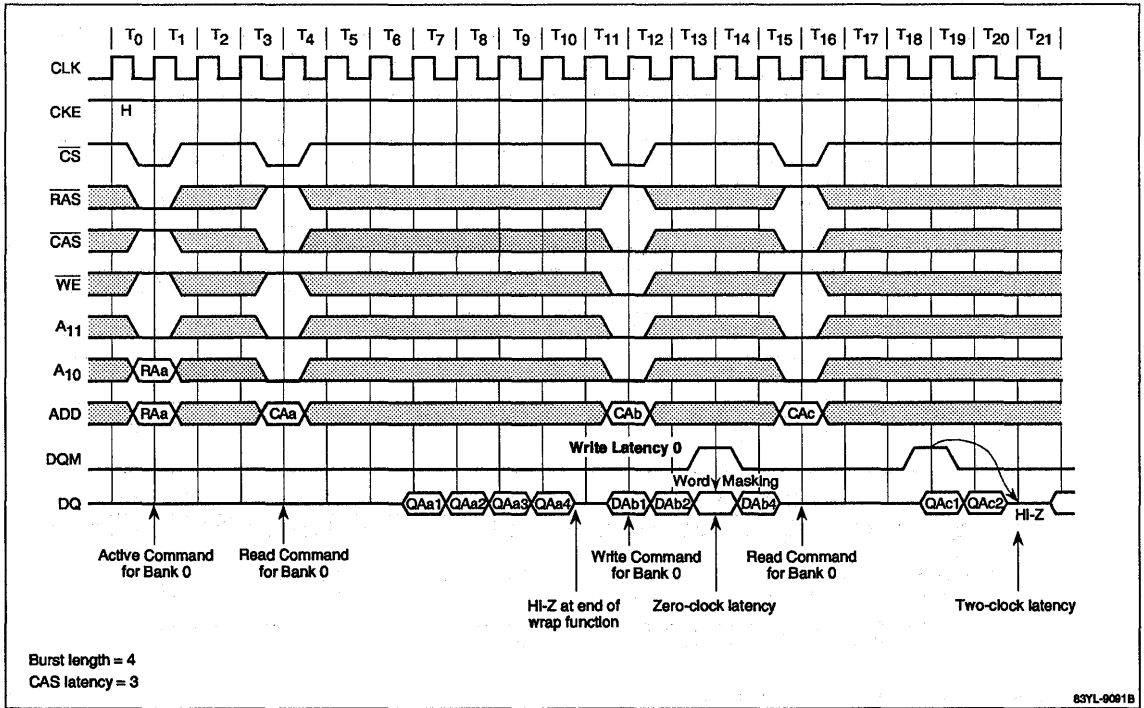 T0 T1 T2 T3 T4 T5 T6 T7 T8 T9 T10 T11 T12 T13 T14 T15 T16 T17 T18 T19 T20 T21
CLK
CKE H
CS
RAS
CAS
WE
A11
A10 RAa
ADD RAa CAa CAb CAc
DQM Write Latency 0
Word Masking
DQ QAa1 QAa2 QAa3 QAa4 DAb1 DAb2 DAb4 QAc1 QAc2 HI-Z
Active Command for Bank 0
Read Command for Bank 0
Write Command for Bank 0
Read Command for Bank 0
HI-Z at end of wrap function
Zero-clock latency
Two-clock latency
Burst length = 4
CAS latency = 3
83YL-9091B